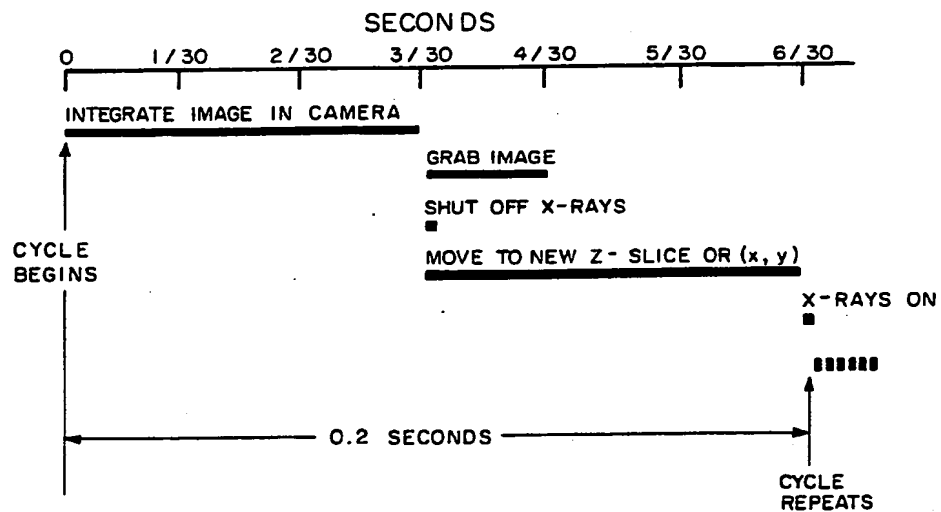 SECONDS
0 1/30 2/30 3/30 4/30 5/30 6/30
INTEGRATE IMAGE IN CAMERA
GRAB IMAGE
SHUT OFF X-RAYS
MOVE TO NEW Z-SLICE OR (x, y)
CYCLE
BEGINS
X-RAYS ON
0.2 SECONDS
CYCLE
REPEATS